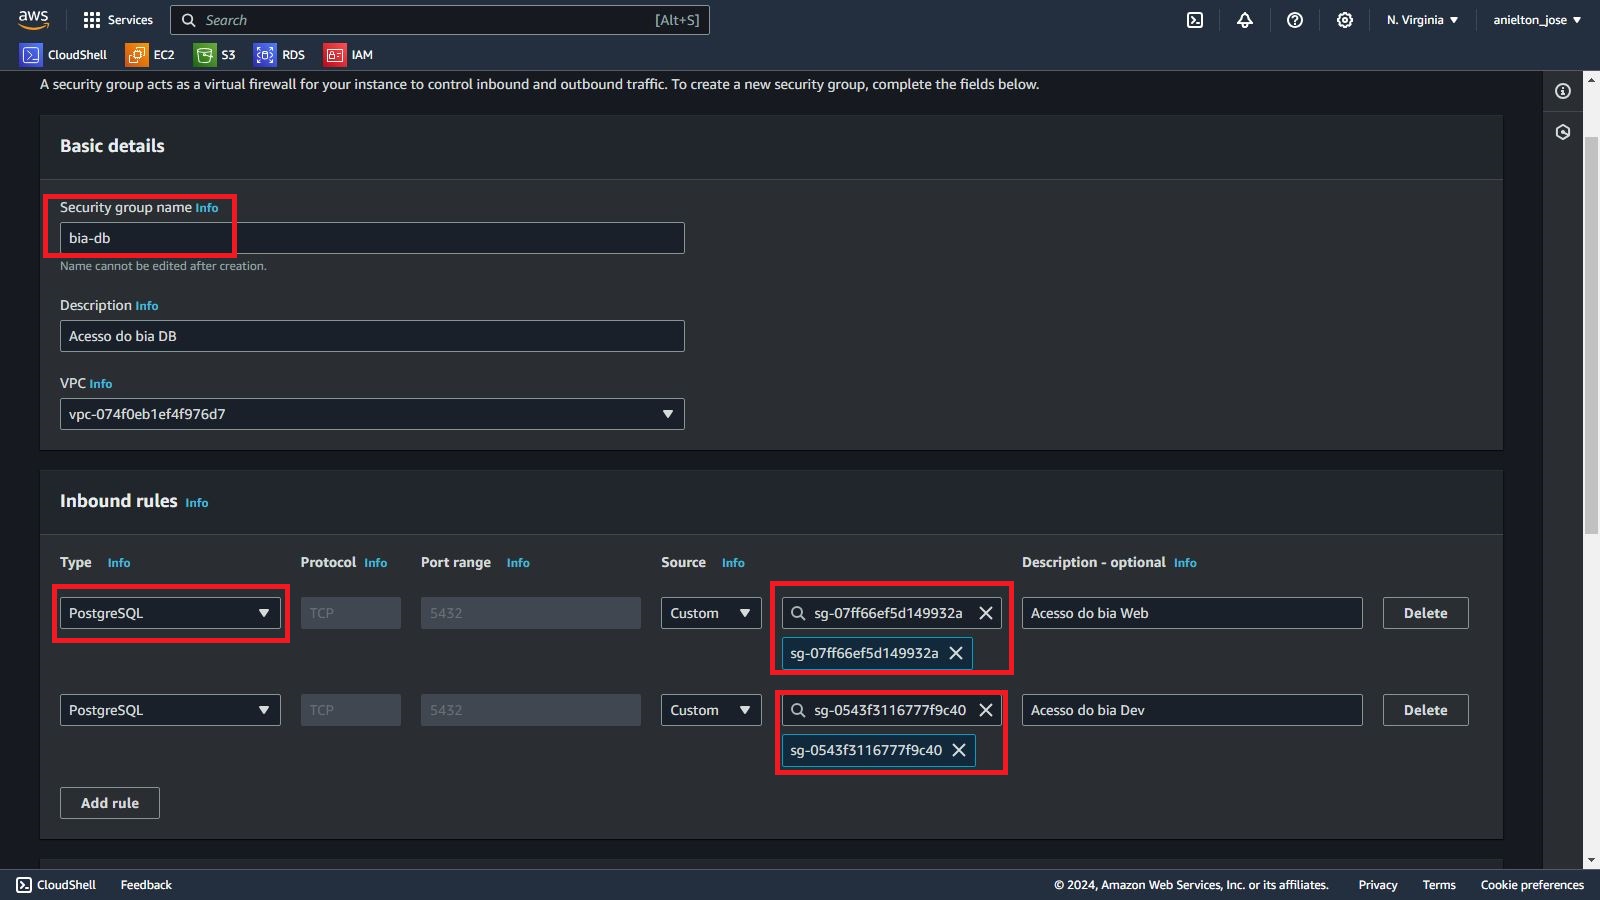 aws Services Search [Alt+S] N. Virginia anielton_jose
CloudShell EC2 S3 RDS IAM
A security group acts as a virtual firewall for your instance to control inbound and outbound traffic. To create a new security group, complete the fields below.
Basic details
Security group name Info
bia-db
Name cannot be edited after creation.
Description Info
Acesso do bia DB
VPC Info
vpc-074f0eb1ef4f976d7
Inbound rules Info
Type Info Protocol Info Port range Info Source Info Description - optional Info
PostgreSQL TCP 5432 Custom sg-07ff66ef5d149932a Acesso do bia Web Delete
sg-07ff66ef5d149932a
PostgreSQL TCP 5432 Custom sg-0543f3116777f9c40 Acesso do bia Dev Delete
sg-0543f3116777f9c40
Add rule
CloudShell Feedback © 2024, Amazon Web Services, Inc. or its affiliates. Privacy Terms Cookie preferences